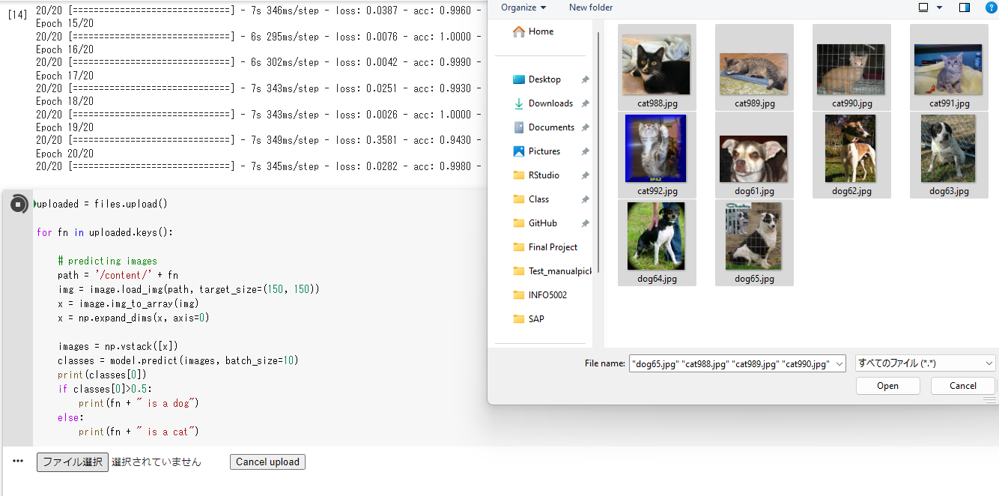 [14]
20/20 [==============================] - 7s 346ms/step - loss: 0.0387 - acc: 0.9960 -
Epoch 15/20
20/20 [==============================] - 6s 295ms/step - loss: 0.0076 - acc: 1.0000 -
Epoch 16/20
20/20 [==============================] - 6s 302ms/step - loss: 0.0042 - acc: 0.9990 -
Epoch 17/20
20/20 [==============================] - 7s 343ms/step - loss: 0.0251 - acc: 0.9930 -
Epoch 18/20
20/20 [==============================] - 7s 343ms/step - loss: 0.0026 - acc: 1.0000 -
Epoch 19/20
20/20 [==============================] - 7s 349ms/step - loss: 0.3581 - acc: 0.9430 -
Epoch 20/20
20/20 [==============================] - 7s 345ms/step - loss: 0.0282 - acc: 0.9980 -
uploaded = files.upload()
for fn in uploaded.keys():
# predicting images
path = '/content/' + fn
img = image.load_img(path, target_size=(150, 150))
x = image.img_to_array(img)
x = np.expand_dims(x, axis=0)
images = np.vstack([x])
classes = model.predict(images, batch_size=10)
print(classes[0])
if classes[0]>0.5:
print(fn + " is a dog")
else:
print(fn + " is a cat")
ファイル選択 選択されていません Cancel upload
Organize New folder
Home
Desktop
Downloads
Documents
Pictures
RStudio
Class
GitHub
Final Project
Test_manualpick
INFO5002
SAP
cat988.jpg cat989.jpg cat990.jpg cat991.jpg
SPAZ
cat992.jpg dog61.jpg dog62.jpg dog63.jpg
dog64.jpg dog65.jpg
File name: "dog65.jpg" "cat988.jpg" "cat989.jpg" "cat990.jpg" すべてのファイル (*.*)
Open Cancel